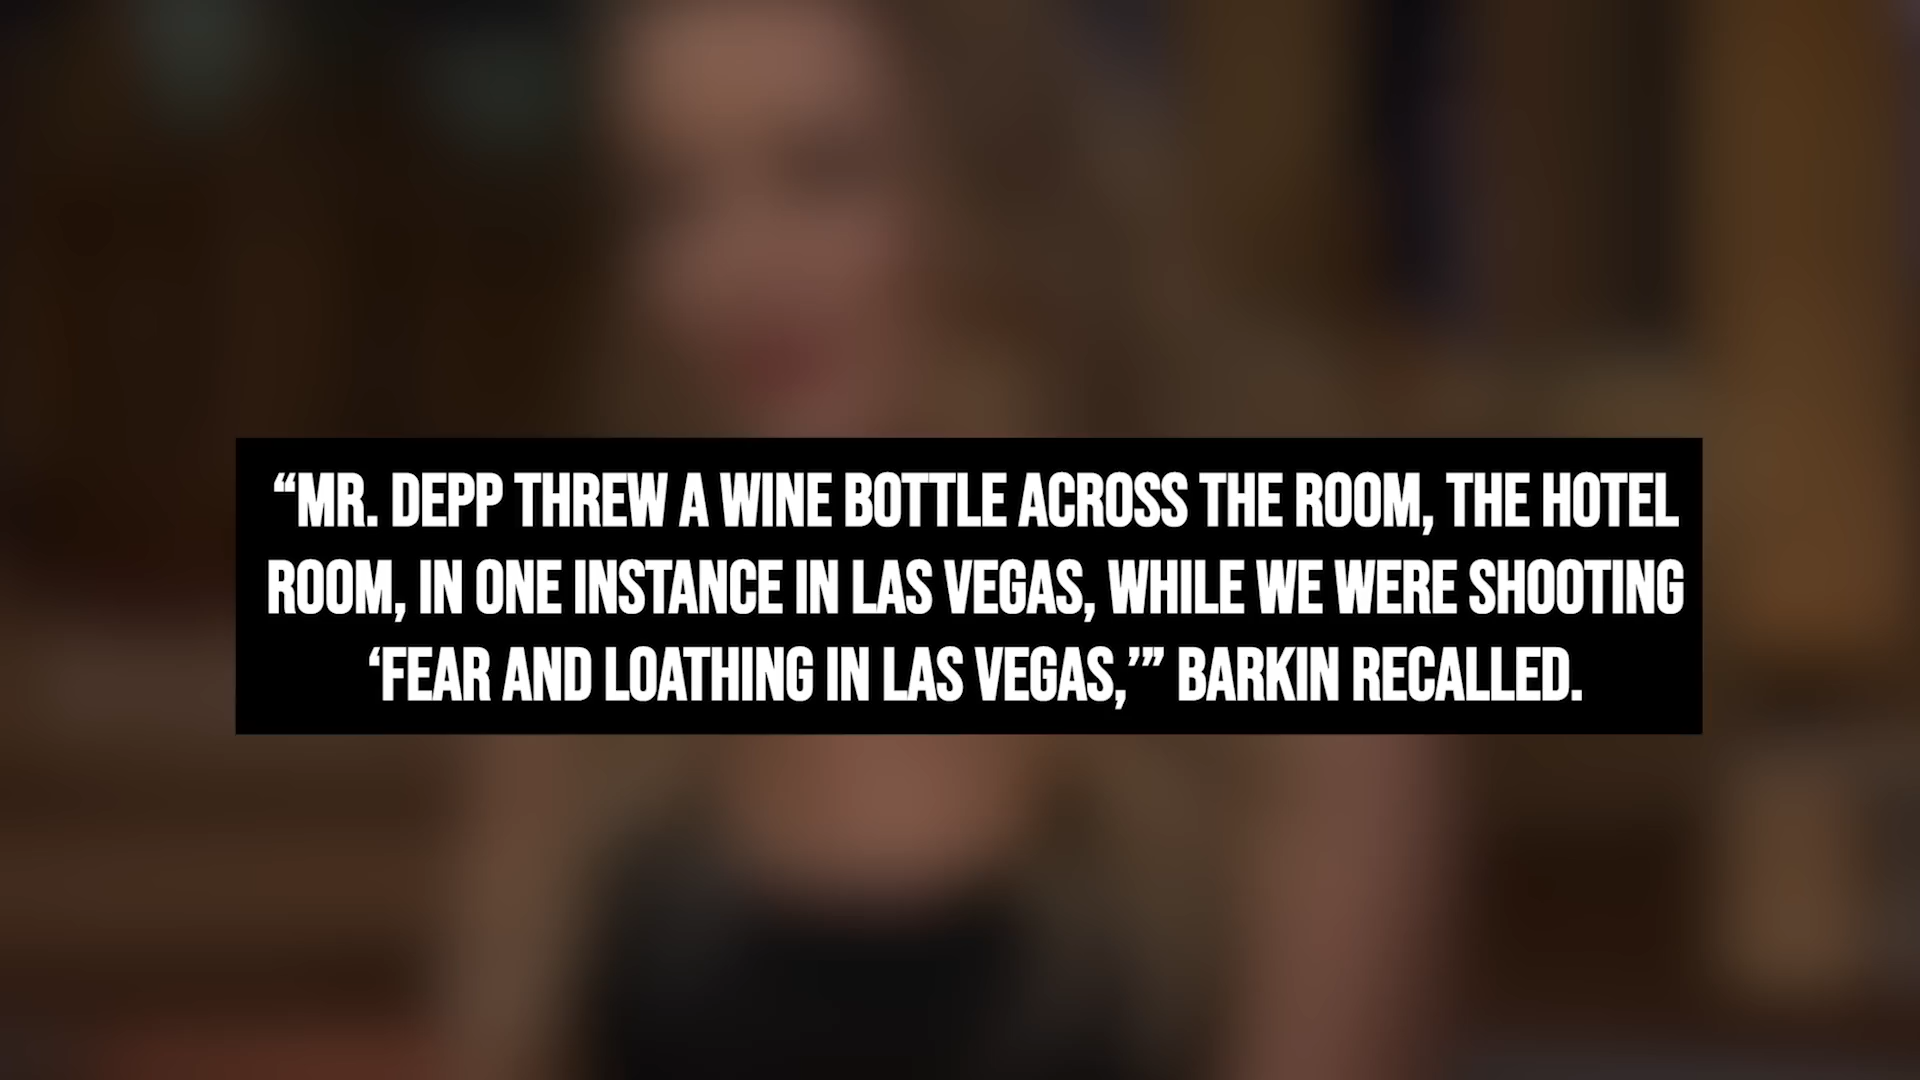 “MR. DEPP THREW A WINE BOTTLE ACROSS THE ROOM, THE HOTEL
ROOM, IN ONE INSTANCE IN LAS VEGAS, WHILE WE WERE SHOOTING
‘FEAR AND LOATHING IN LAS VEGAS,’” BARKIN RECALLED.